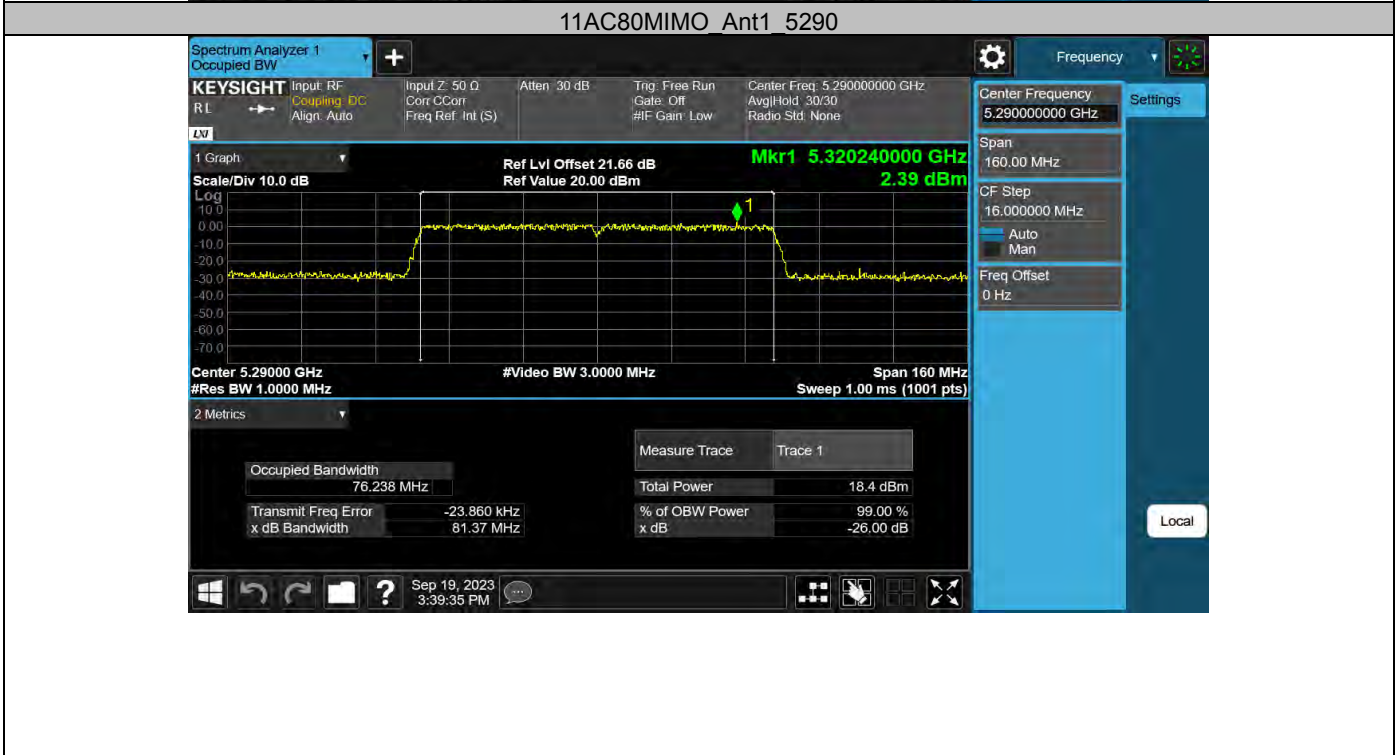 11AC80MIMO_Ant1_5290
Spectrum Analyzer 1
Occupied BW
Frequency
KEYSIGHT
R L
LXI
Input: RF
Coupling: DC
Align: Auto
Input Z: 50 Ω
Corr CCorr
Freq Ref: Int (S)
Atten: 30 dB
Trig: Free Run
Gate: Off
#IF Gain: Low
Center Freq: 5.290000000 GHz
Avg|Hold: 30/30
Radio Std: None
Center Frequency
5.290000000 GHz
Settings
Span
160.00 MHz
CF Step
16.000000 MHz
Auto
Man
Freq Offset
0 Hz
Local
1 Graph
Scale/Div 10.0 dB
Ref Lvl Offset 21.66 dB
Ref Value 20.00 dBm
Mkr1 5.320240000 GHz
2.39 dBm
Log
10.0
0.00
-10.0
-20.0
-30.0
-40.0
-50.0
-60.0
-70.0
1
Center 5.29000 GHz
#Res BW 1.0000 MHz
#Video BW 3.0000 MHz
Span 160 MHz
Sweep 1.00 ms (1001 pts)
2 Metrics
Measure Trace Trace 1
Occupied Bandwidth
76.238 MHz
Total Power 18.4 dBm
Transmit Freq Error -23.860 kHz
% of OBW Power 99.00 %
x dB Bandwidth 81.37 MHz
x dB -26.00 dB
?
Sep 19, 2023
3:39:35 PM